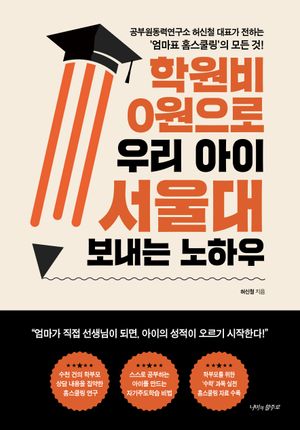 공부원동력연구소 허신철 대표가 전하는
‘엄마표 홈스쿨링’의 모든 것!
학원비
0원으로
우리 아이
서울대
보내는 노하우
허신철 지음
“엄마가 직접 선생님이 되면, 아이의 성적이 오르기 시작한다!”
수천 건의 학부모
상담 내용을 집약한
홈스쿨링 연구
스스로 공부하는
아이를 만드는
자기주도학습 비법
학부모를 위한
‘수학’ 과목 실전
홈스쿨링 자료 수록